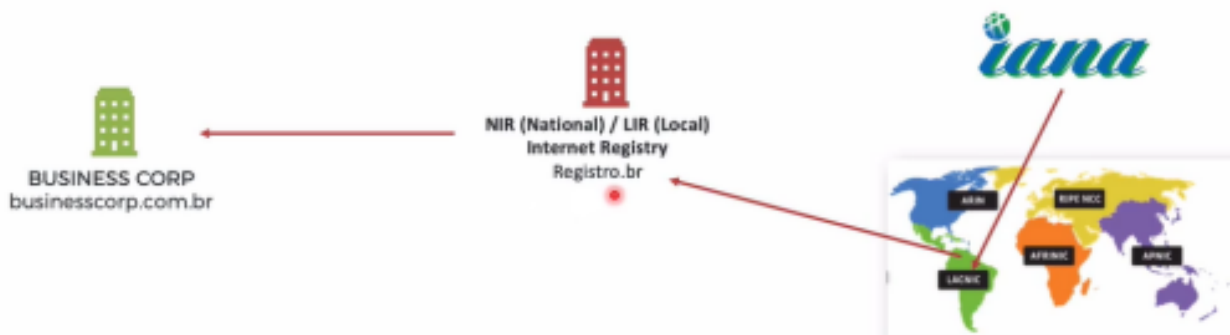 iana
NIR (National) / LIR (Local)
Internet Registry
Registro.br
BUSINESS CORP
businesscorp.com.br
ARIN
RIPE NCC
AFRINIC
APNIC
LACNIC